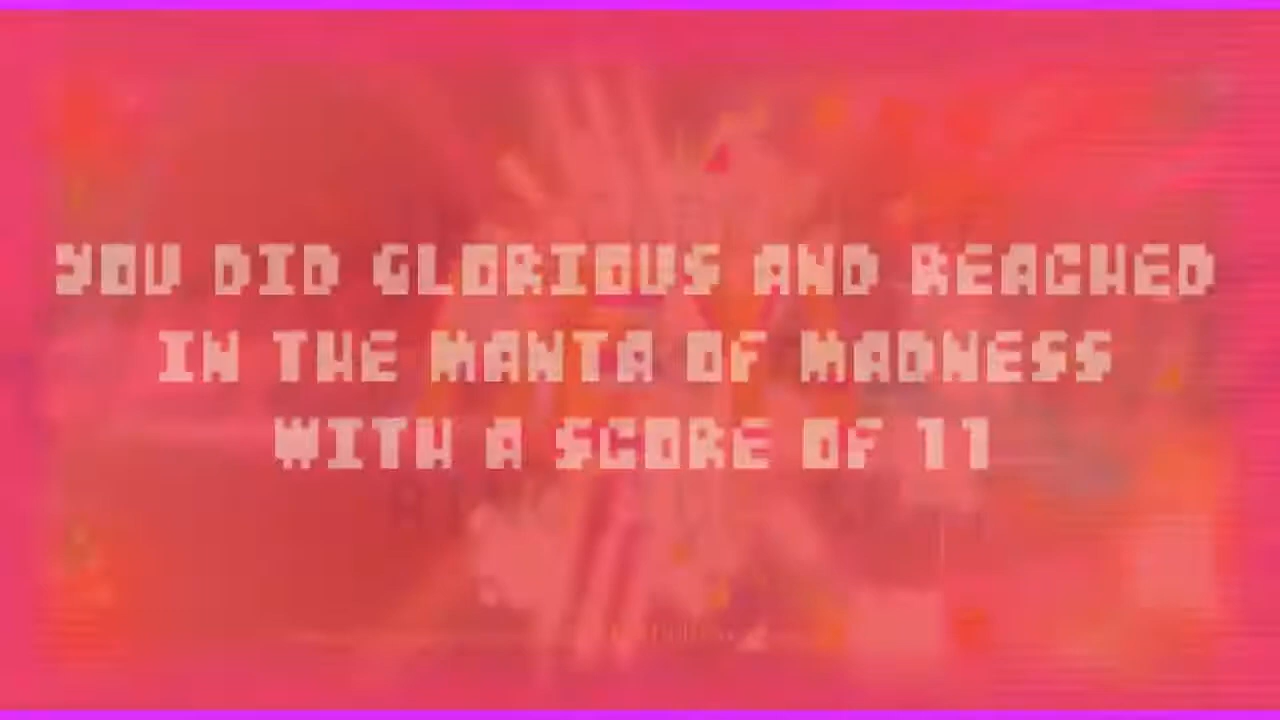 YOU DID GLORIOUS AND REACHED
IN THE MANTA OF MADNESS
WITH A SCORE OF 11